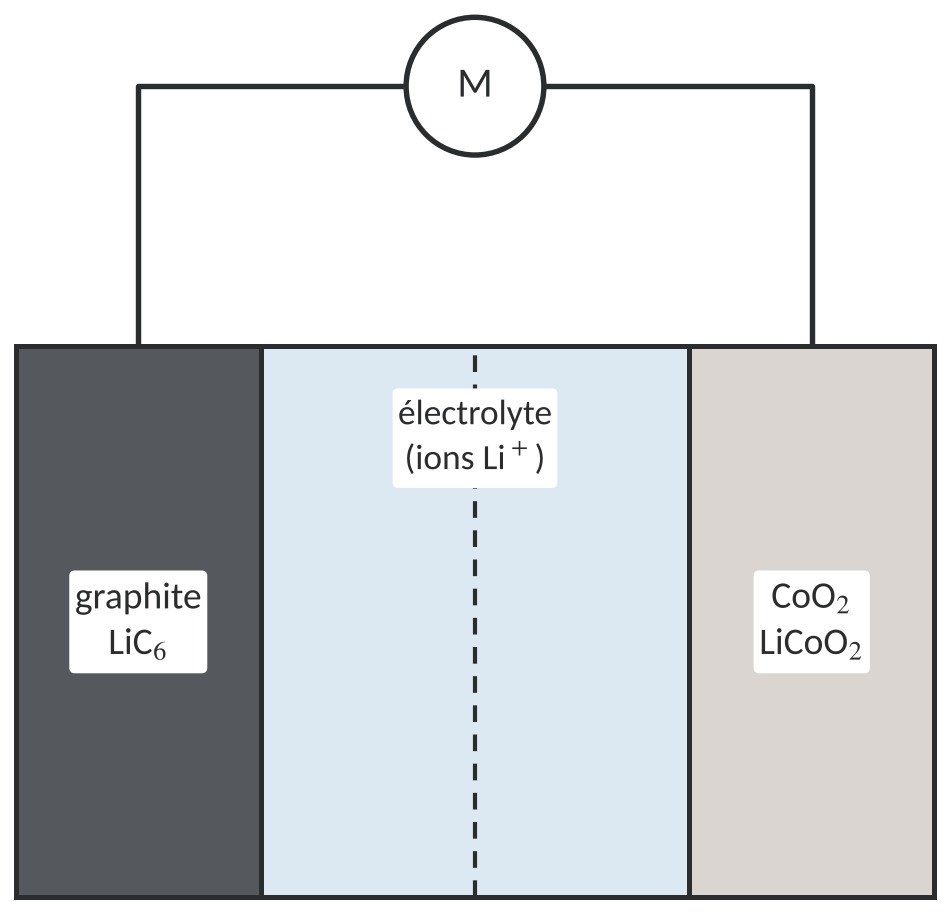 M
électrolyte
(ions Li⁺)
graphite
LiC₆
CoO₂
LiCoO₂